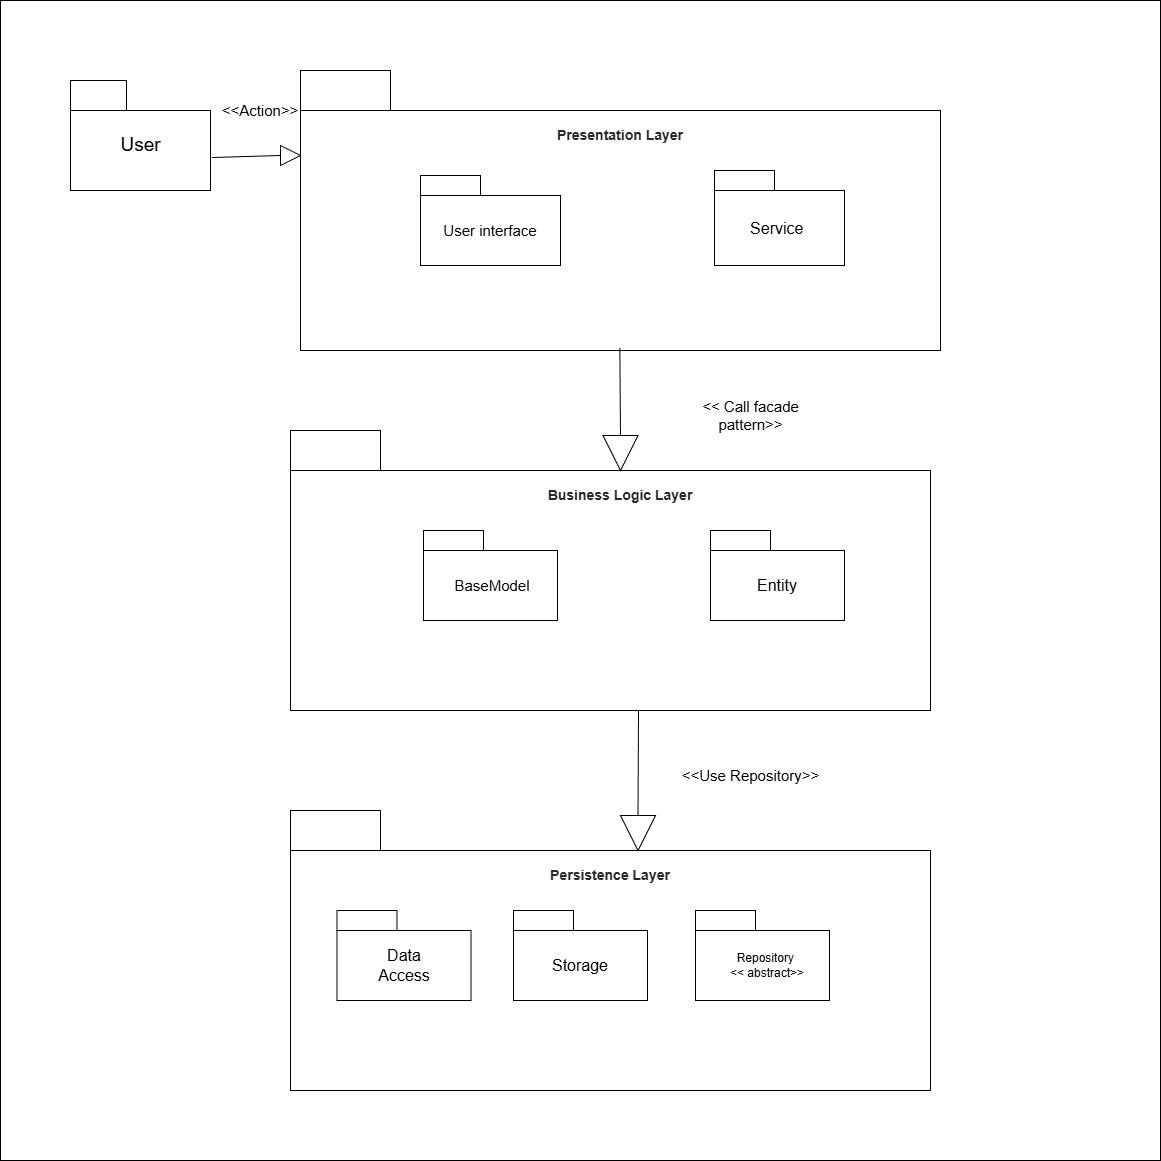 User
<<Action>>
Presentation Layer
User interface
Service
<< Call facade
pattern>>
Business Logic Layer
BaseModel
Entity
<<Use Repository>>
Persistence Layer
Data
Access
Storage
Repository
<< abstract>>